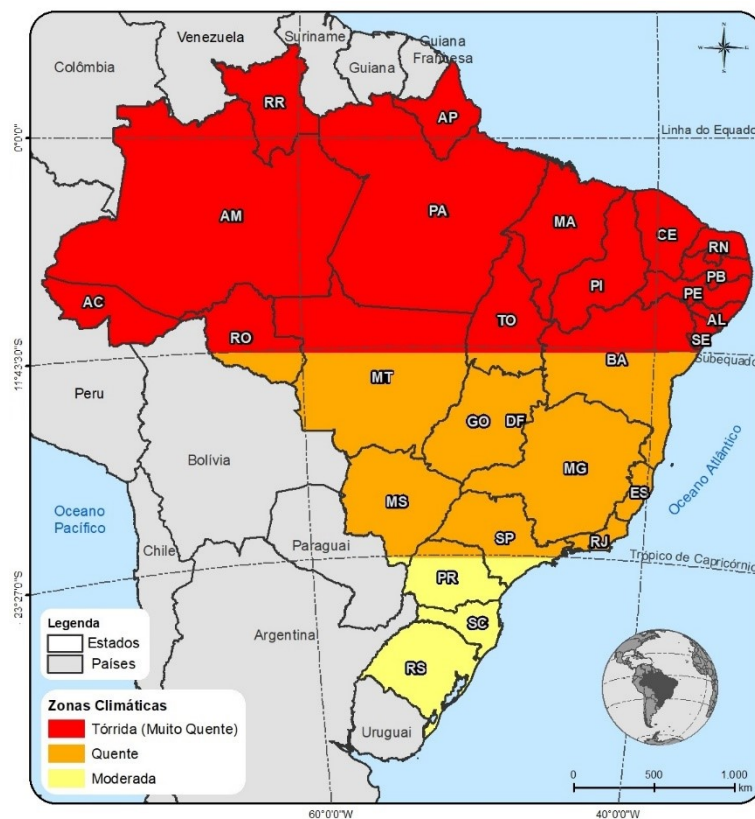 Venezuela
Suriname
Guiana
Francesa
Colômbia
Guiana
RR
AP
0°0'0"
Linha do Equado
AM
PA
MA
CE
RN
PB
PI
PE
AC
TO
AL
RO
SE
11°43'30"S
BA
Subequado
MT
Peru
GO
DF
Bolívia
MG
Oceano Atlântico
ES
MS
Oceano
Pacífico
SP
RJ
Paraguai
Chile
Trópico de Capricórnio
PR
23°27'0"S
SC
Argentina
RS
Uruguai
Legenda
Estados
Países
Zonas Climáticas
Tórrida (Muito Quente)
Quente
Moderada
0 500 1.000
km
60°0'0"W
40°0'0"W